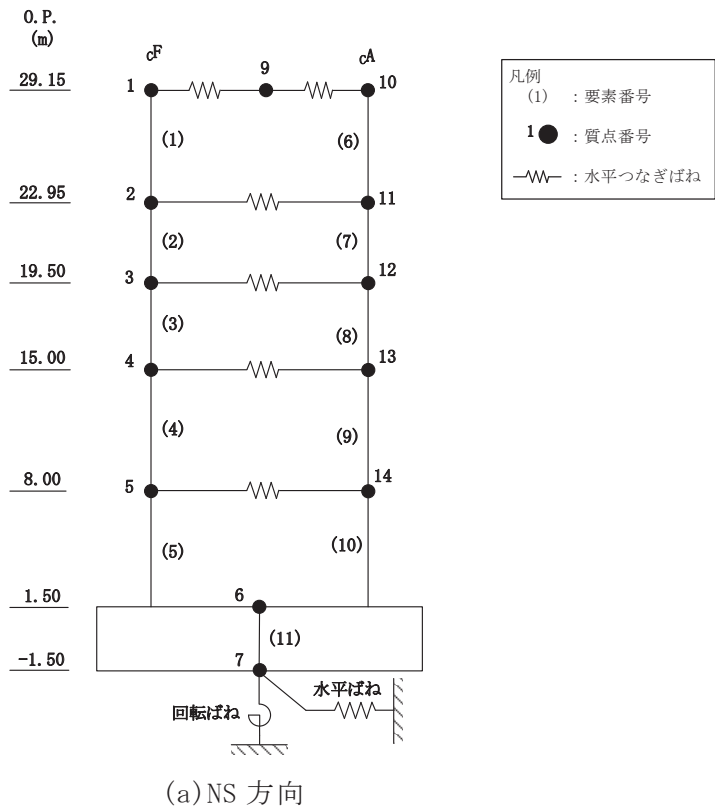 O.P.
(m)
cF
9
cA
29.15
1
10
(1)
(6)
22.95
2
11
(2)
(7)
19.50
3
12
(3)
(8)
15.00
4
13
(4)
(9)
8.00
5
14
(5)
(10)
1.50
6
(11)
-1.50
7
水平ばね
回転ばね
凡例
(1) : 要素番号
1 : 質点番号
: 水平つなぎばね
(a)NS 方向